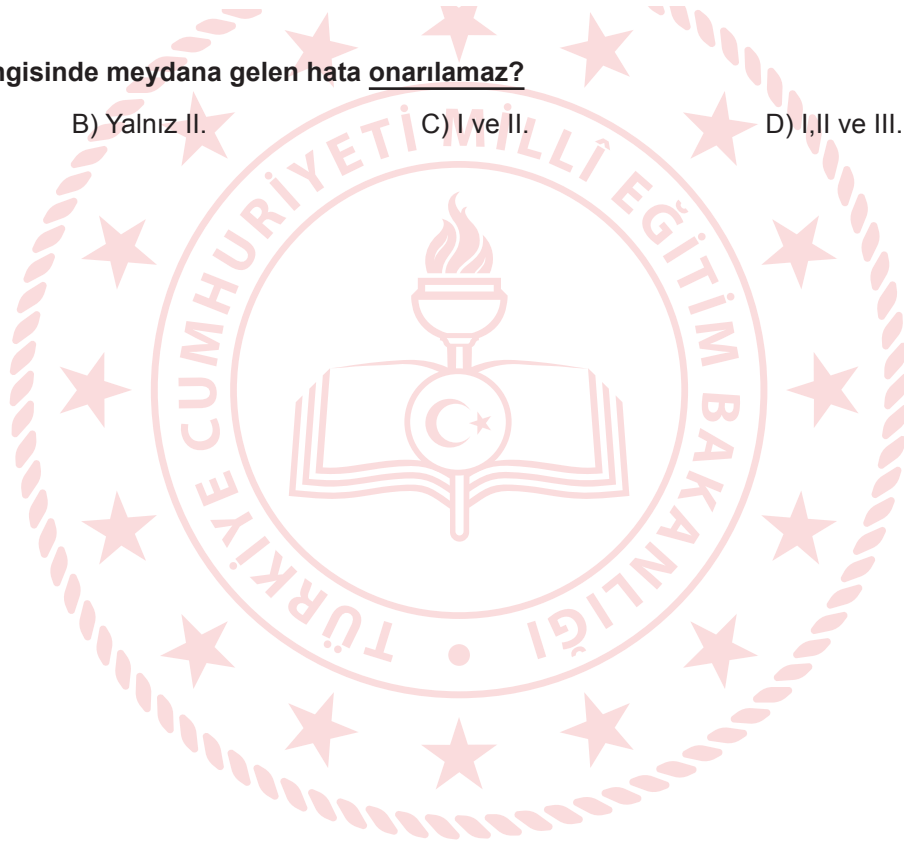 ngisinde meydana gelen hata onarılamaz?
B) Yalnız II. C) I ve II. D) I,II ve III.
TÜRKİYE CUMHURİYETİ MİLLÎ EĞİTİM BAKANLIĞI